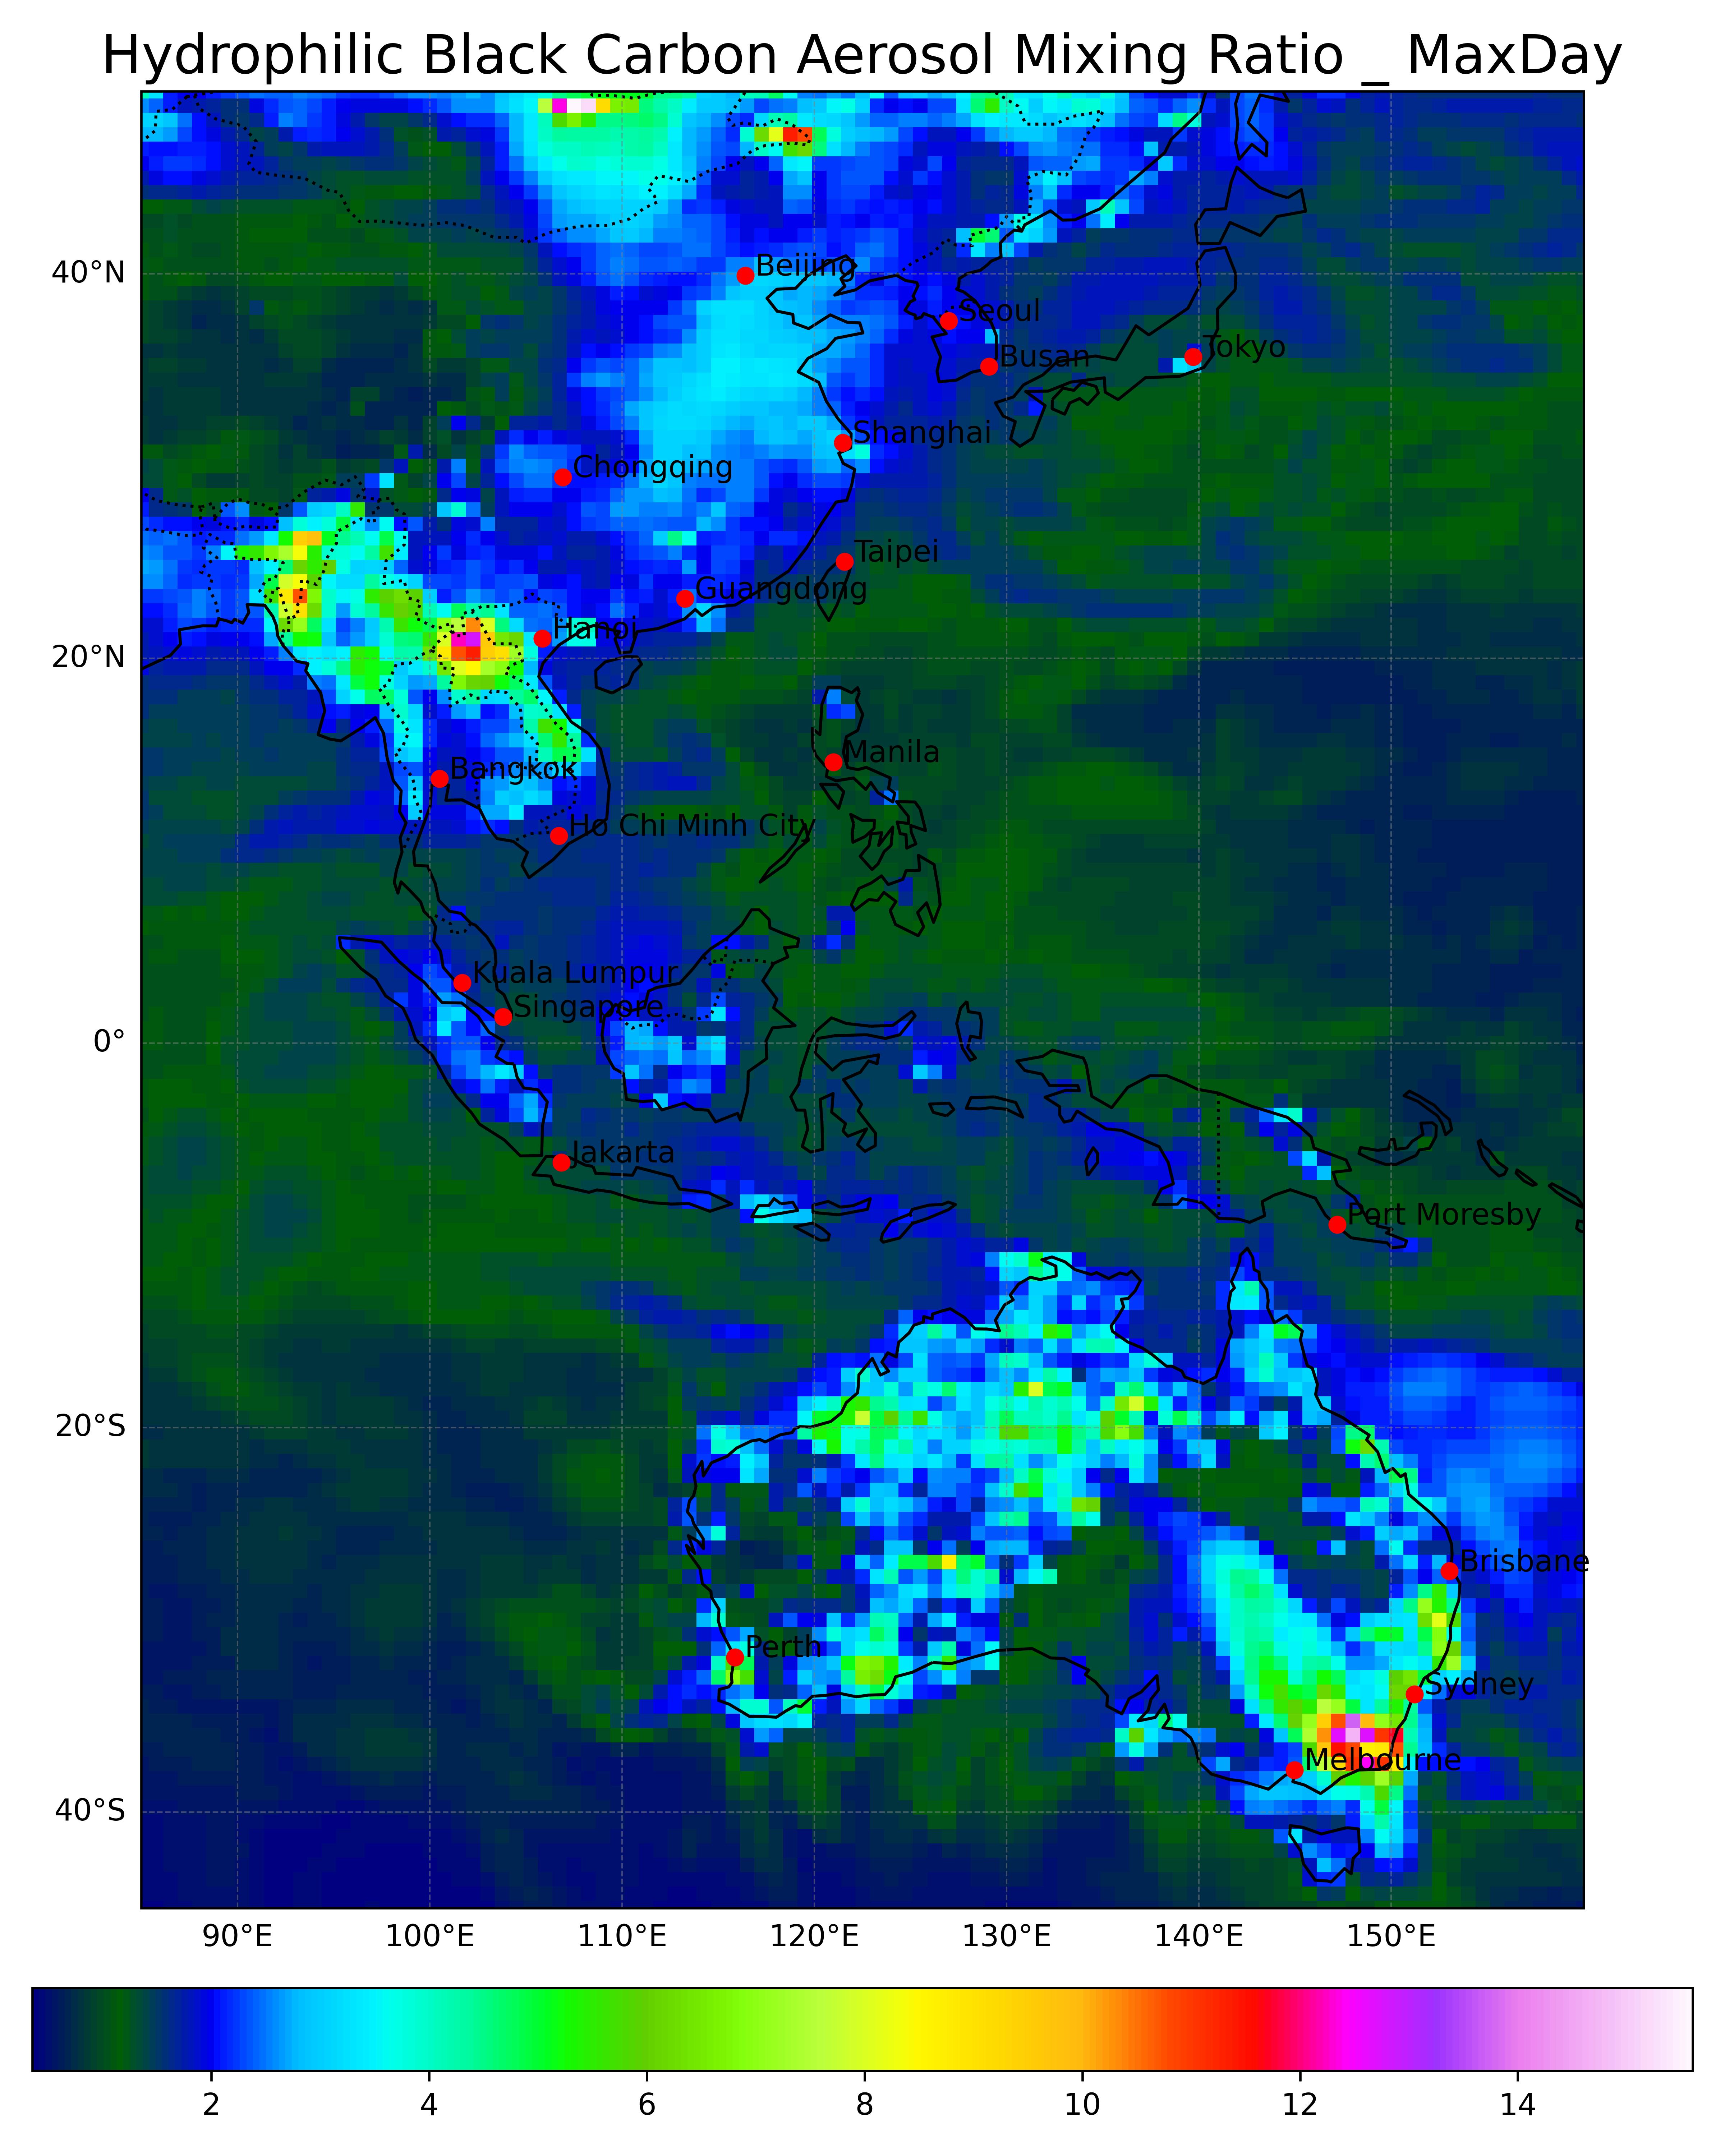 Hydrophilic Black Carbon Aerosol Mixing Ratio _ MaxDay
40°N
20°N
0°
20°S
40°S
Beijing
Seoul
Busan
Tokyo
Shanghai
Chongqing
Taipei
Guangdong
Hanoi
Manila
Bangkok
Ho Chi Minh City
Kuala Lumpur
Singapore
Jakarta
Port Moresby
Brisbane
Perth
Sydney
Melbourne
90°E 100°E 110°E 120°E 130°E 140°E 150°E
2 4 6 8 10 12 14